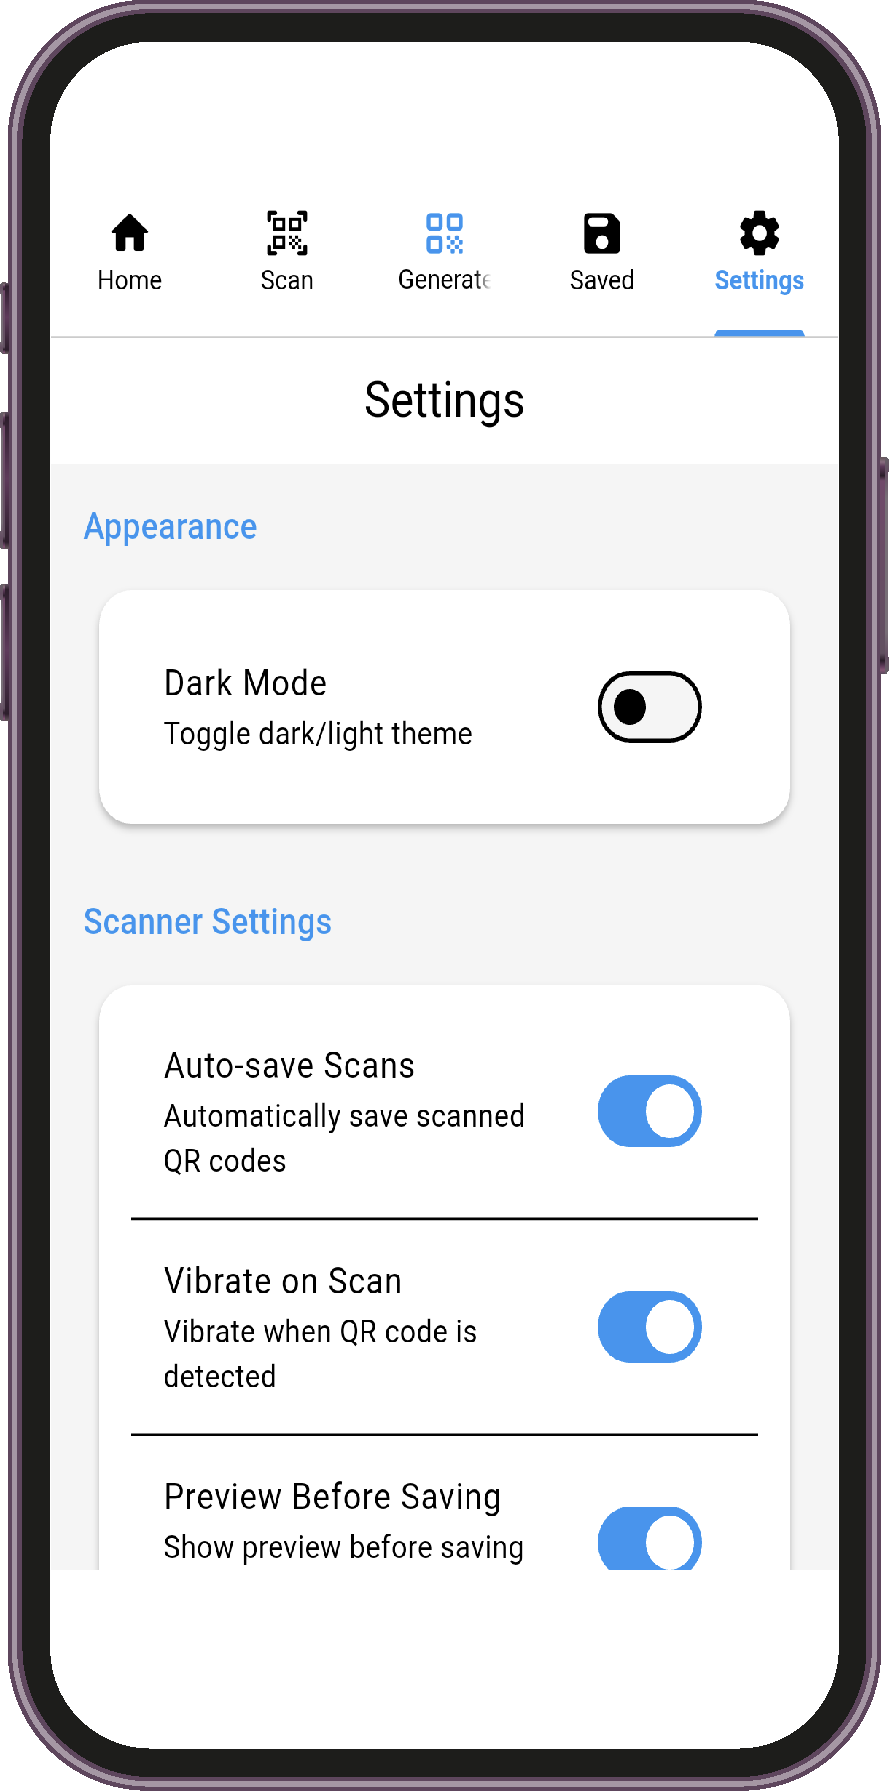 Home Scan Generate Saved Settings
Settings
Appearance
Dark Mode
Toggle dark/light theme
Scanner Settings
Auto-save Scans
Automatically save scanned
QR codes
Vibrate on Scan
Vibrate when QR code is
detected
Preview Before Saving
Show preview before saving